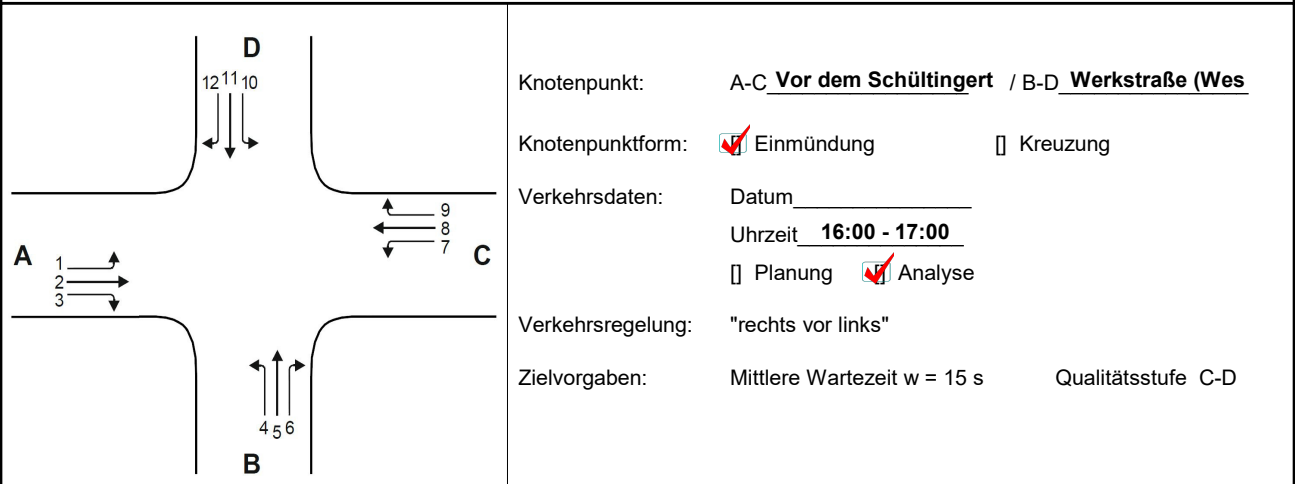 D
12 11 10
A
1
2
3
9
8
7
C
4 5 6
B
Knotenpunkt: A-C Vor dem Schültingert / B-D Werkstraße (Wes
Knotenpunktform: [] Einmündung [] Kreuzung
Verkehrsdaten: Datum_______________
Uhrzeit 16:00 - 17:00
[] Planung [] Analyse
Verkehrsregelung: "rechts vor links"
Zielvorgaben: Mittlere Wartezeit w = 15 s Qualitätsstufe C-D